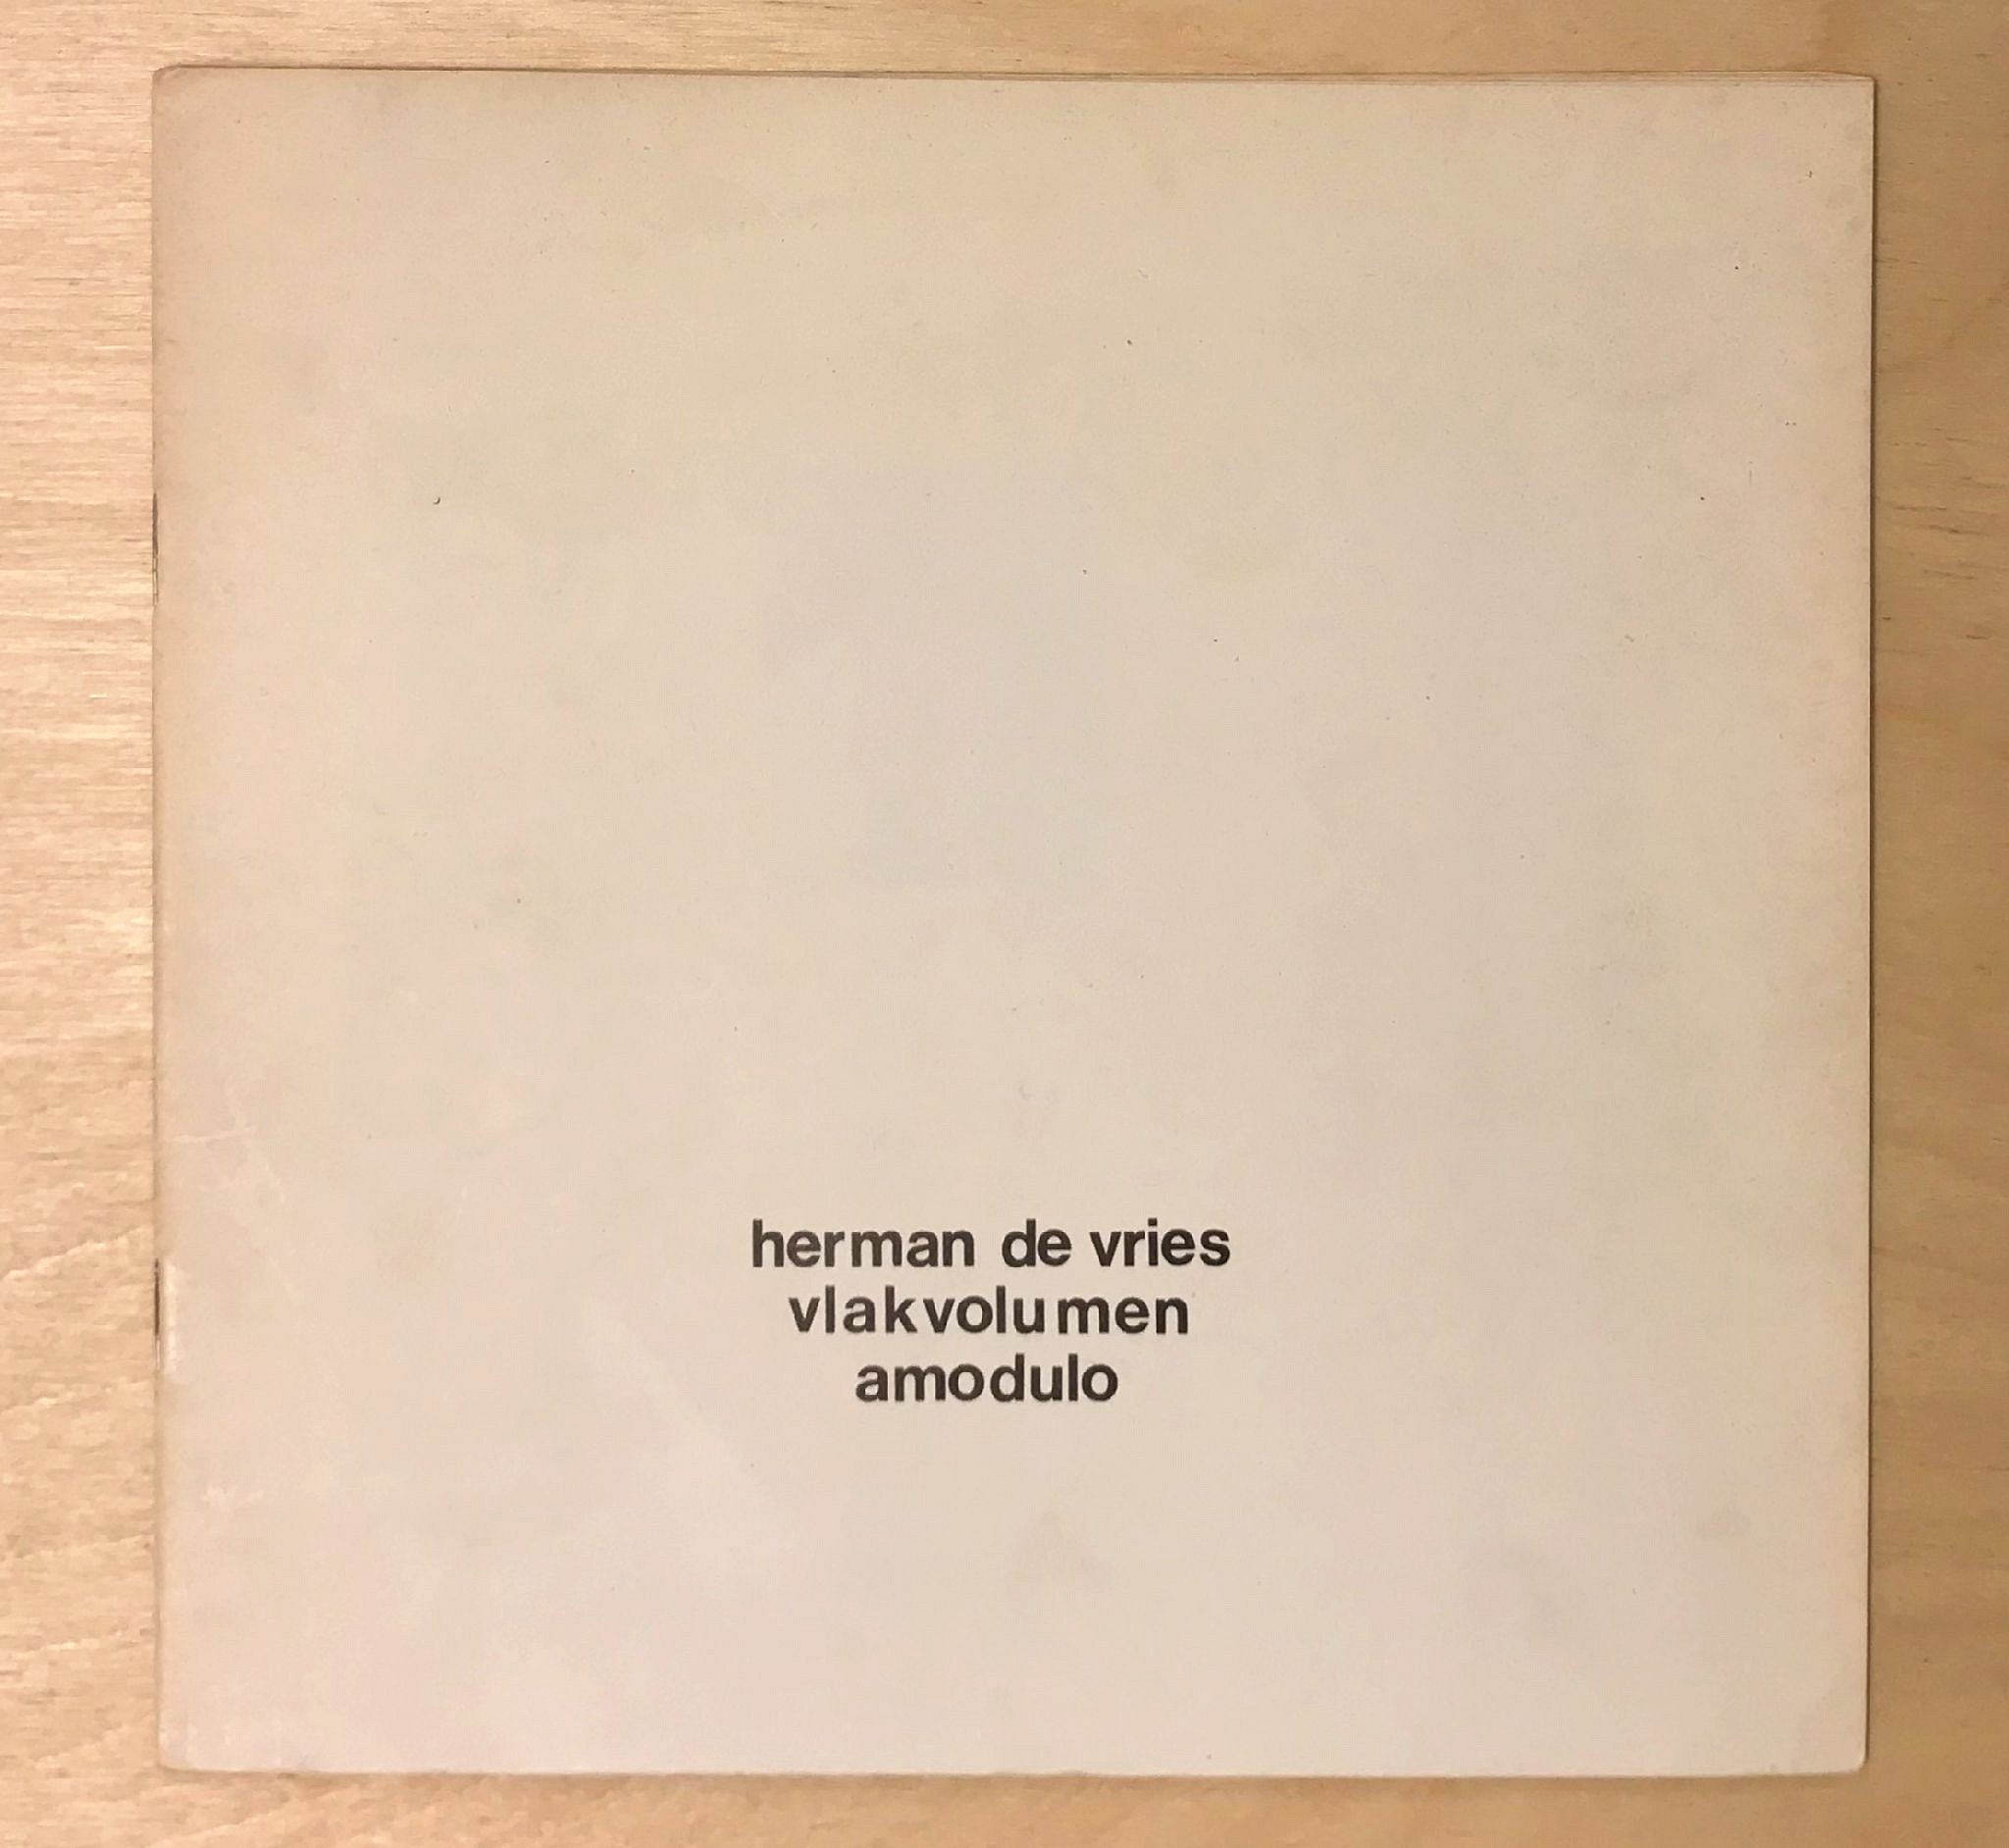 herman de vries
vlakvolumen
amodulo